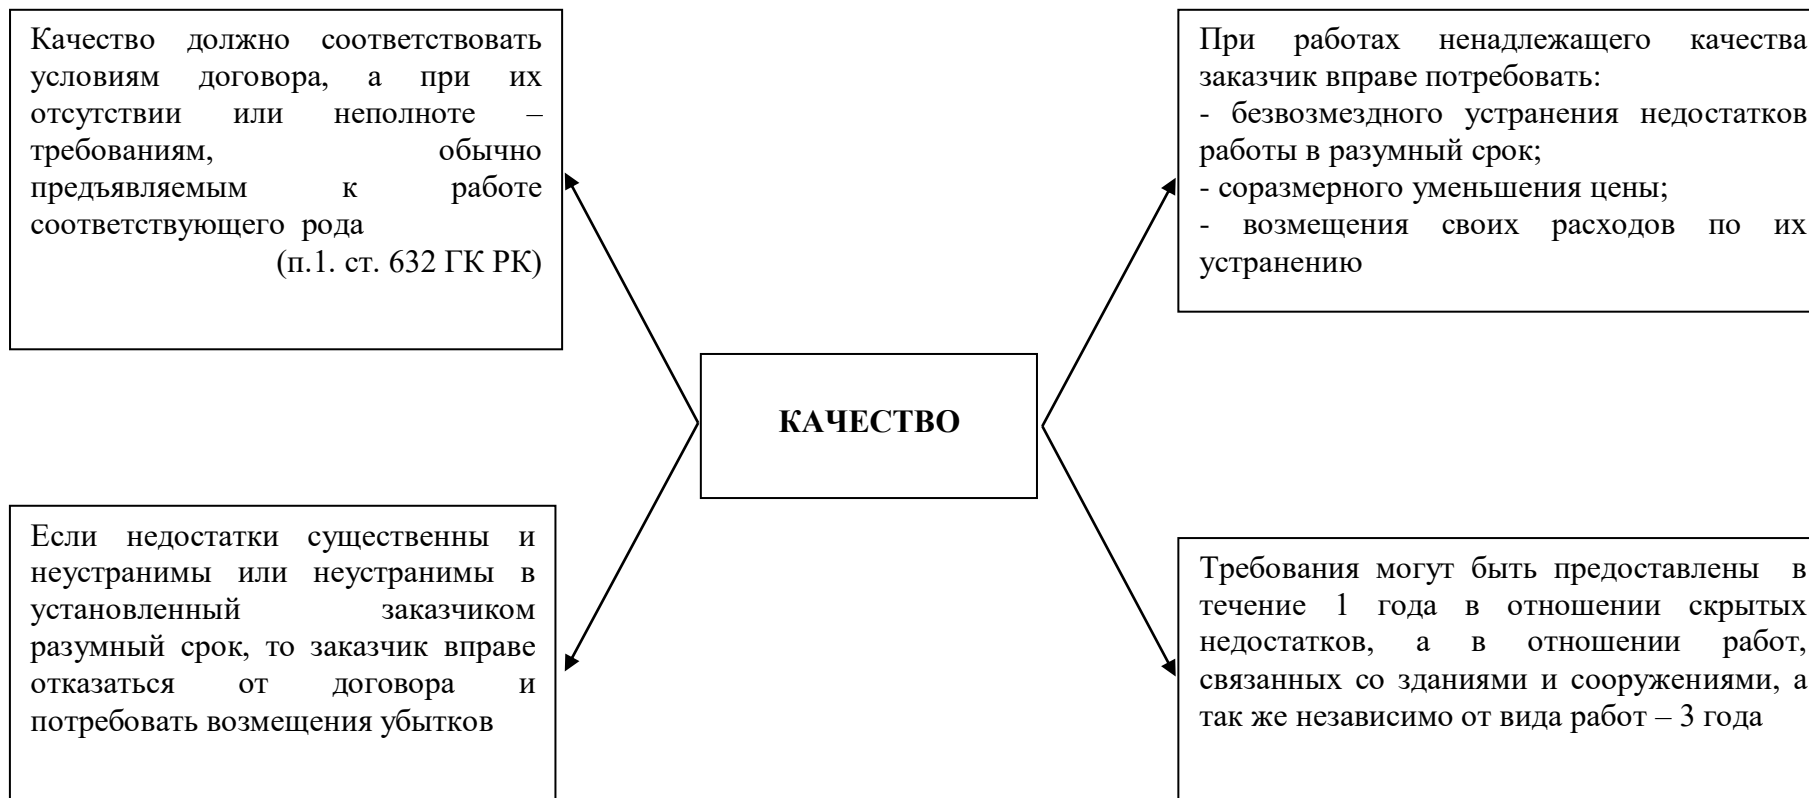 Качество должно соответствовать
условиям договора, а при их
отсутствии или неполноте –
требованиям, обычно
предъявляемым к работе
соответствующего рода
(п.1. ст. 632 ГК РК)
При работах ненадлежащего качества
заказчик вправе потребовать:
- безвозмездного устранения недостатков
работы в разумный срок;
- соразмерного уменьшения цены;
- возмещения своих расходов по их
устранению
КАЧЕСТВО
Если недостатки существенны и
неустранимы или неустранимы в
установленный заказчиком
разумный срок, то заказчик вправе
отказаться от договора и
потребовать возмещения убытков
Требования могут быть предоставлены в
течение 1 года в отношении скрытых
недостатков, а в отношении работ,
связанных со зданиями и сооружениями, а
так же независимо от вида работ – 3 года